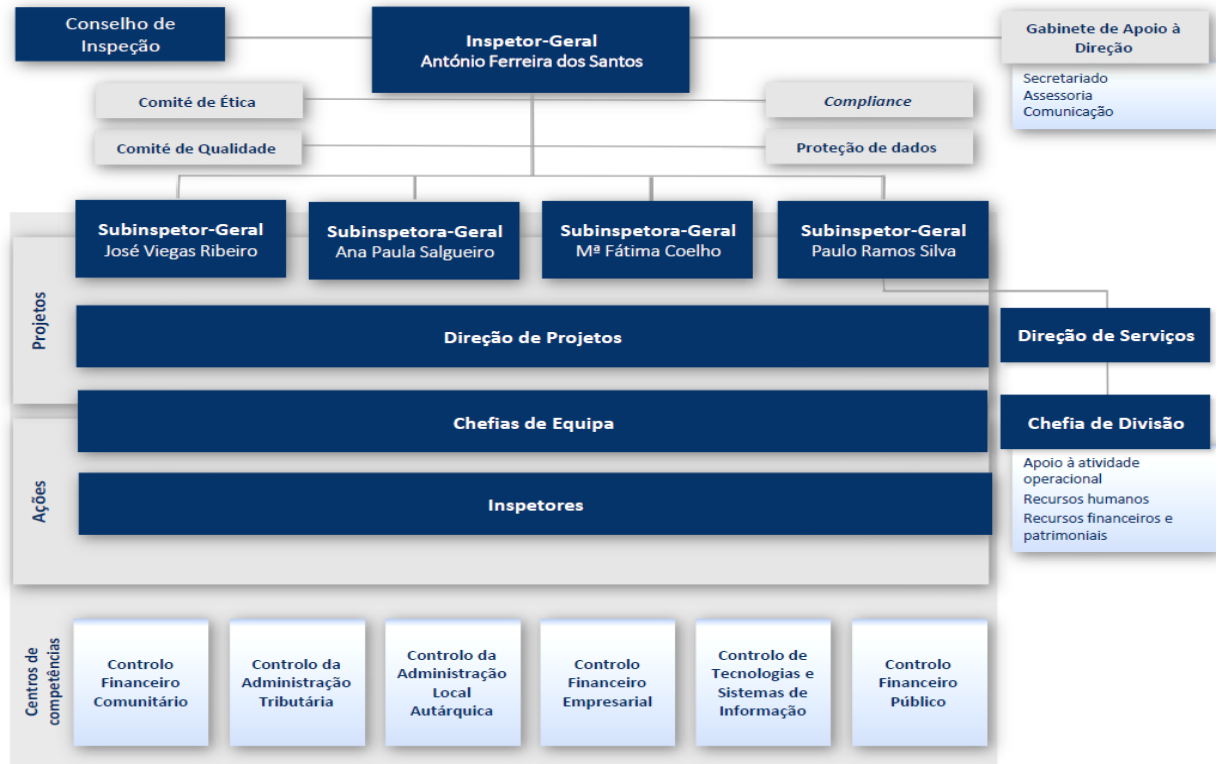 Conselho de
Inspeção
Inspetor-Geral
António Ferreira dos Santos
Gabinete de Apoio à
Direção
Secretariado
Assessoria
Comunicação
Comité de Ética
Compliance
Comité de Qualidade
Proteção de dados
Subinspetor-Geral
José Viegas Ribeiro
Subinspetora-Geral
Ana Paula Salgueiro
Subinspetora-Geral
Mª Fátima Coelho
Subinspetor-Geral
Paulo Ramos Silva
Projetos
Direção de Projetos
Direção de Serviços
Chefias de Equipa
Chefia de Divisão
Apoio à atividade
operacional
Recursos humanos
Recursos financeiros e
patrimoniais
Ações
Inspetores
Centros de
competências
Controlo
Financeiro
Comunitário
Controlo da
Administração
Tributária
Controlo da
Administração
Local
Autárquica
Controlo
Financeiro
Empresarial
Controlo de
Tecnologias e
Sistemas de
Informação
Controlo
Financeiro
Público